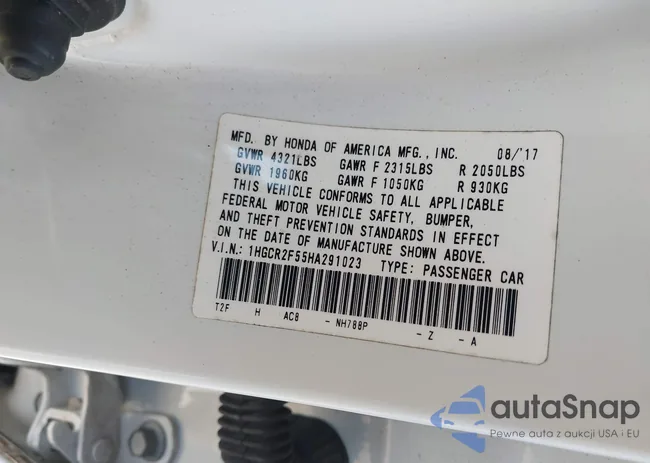 MFD. BY HONDA OF AMERICA MFG., INC. 08/'17
GVWR 4321LBS GAWR F 2315LBS R 2050LBS
GVWR 1960KG GAWR F 1050KG R 930KG
THIS VEHICLE CONFORMS TO ALL APPLICABLE
FEDERAL MOTOR VEHICLE SAFETY, BUMPER,
AND THEFT PREVENTION STANDARDS IN EFFECT
ON THE DATE OF MANUFACTURE SHOWN ABOVE.
V.I.N.: 1HGCR2F55HA291023 TYPE: PASSENGER CAR
T2F H AC8 - NH788P - Z - A
autaSnap
Pewne auta z aukcji USA i EU